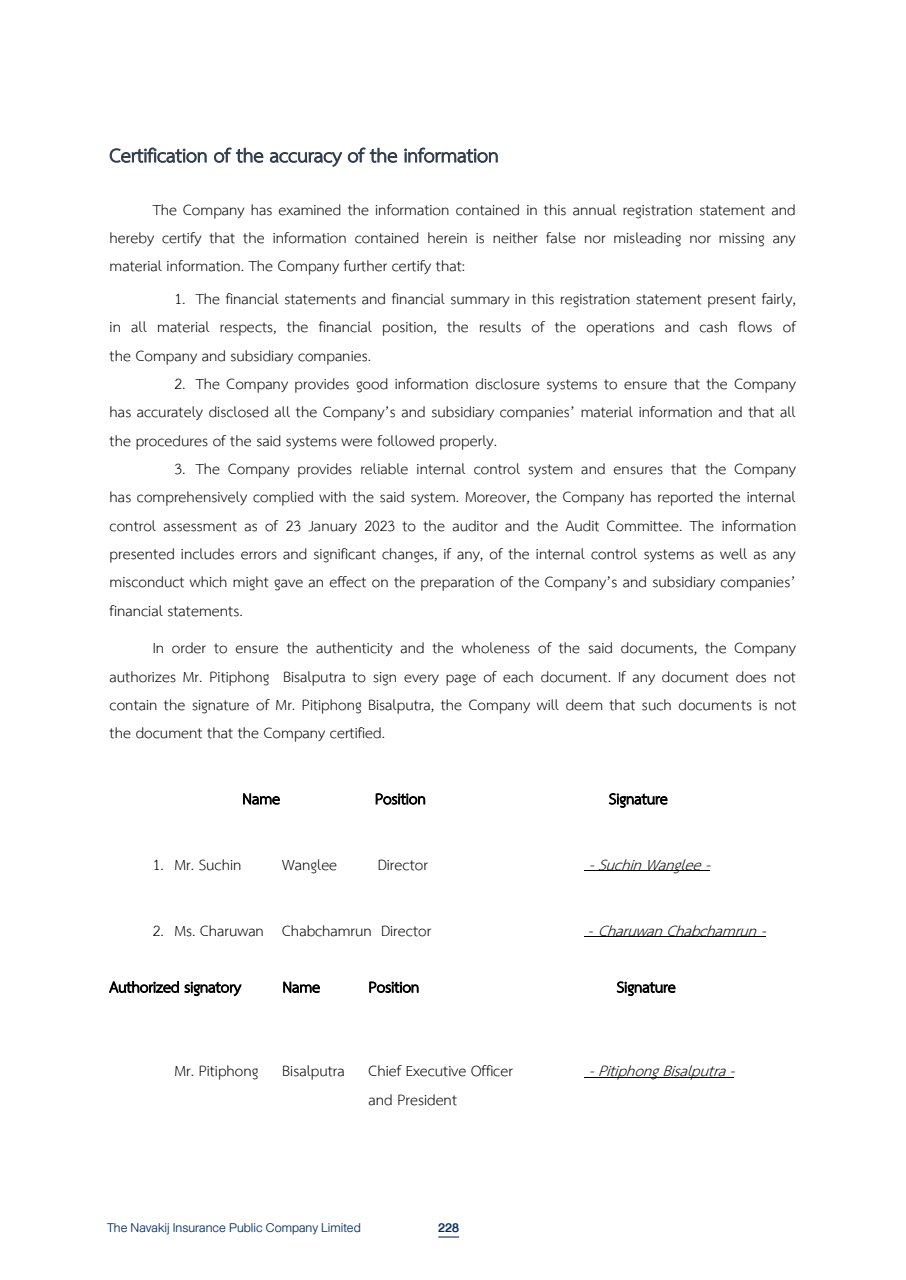 Certification of the accuracy of the information
The Company has examined the information contained in this annual registration statement and
hereby certify that the information contained herein is neither false nor misleading nor missing any
material information. The Company further certify that:
1. The financial statements and financial summary in this registration statement present fairly,
in all material respects, the financial position, the results of the operations and cash flows of
the Company and subsidiary companies.
2. The Company provides good information disclosure systems to ensure that the Company
has accurately disclosed all the Company's and subsidiary companies' material information and that all
the procedures of the said systems were followed properly.
3. The Company provides reliable internal control system and ensures that the Company
has comprehensively complied with the said system. Moreover, the Company has reported the internal
control assessment as of 23 January 2023 to the auditor and the Audit Committee. The information
presented includes errors and significant changes, if any, of the internal control systems as well as any
misconduct which might gave an effect on the preparation of the Company's and subsidiary companies'
financial statements.
In order to ensure the authenticity and the wholeness of the said documents, the Company
authorizes Mr. Pitiphong Bisalputra to sign every page of each document. If any document does not
contain the signature of Mr. Pitiphong Bisalputra, the Company will deem that such documents is not
the document that the Company certified.
Name Position Signature
1. Mr. Suchin Wanglee Director - Suchin Wanglee -
2. Ms. Charuwan Chabchamrun Director - Charuwan Chabchamrun -
Authorized signatory Name Position Signature
Mr. Pitiphong Bisalputra Chief Executive Officer - Pitiphong Bisalputra -
and President
The Navakij Insurance Public Company Limited 228